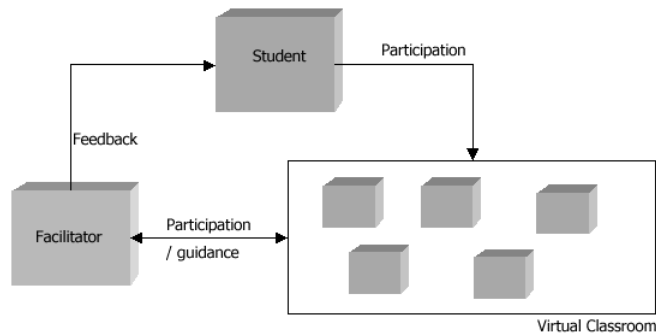 Student
Participation
Feedback
Facilitator
Participation
/ guidance
Virtual Classroom